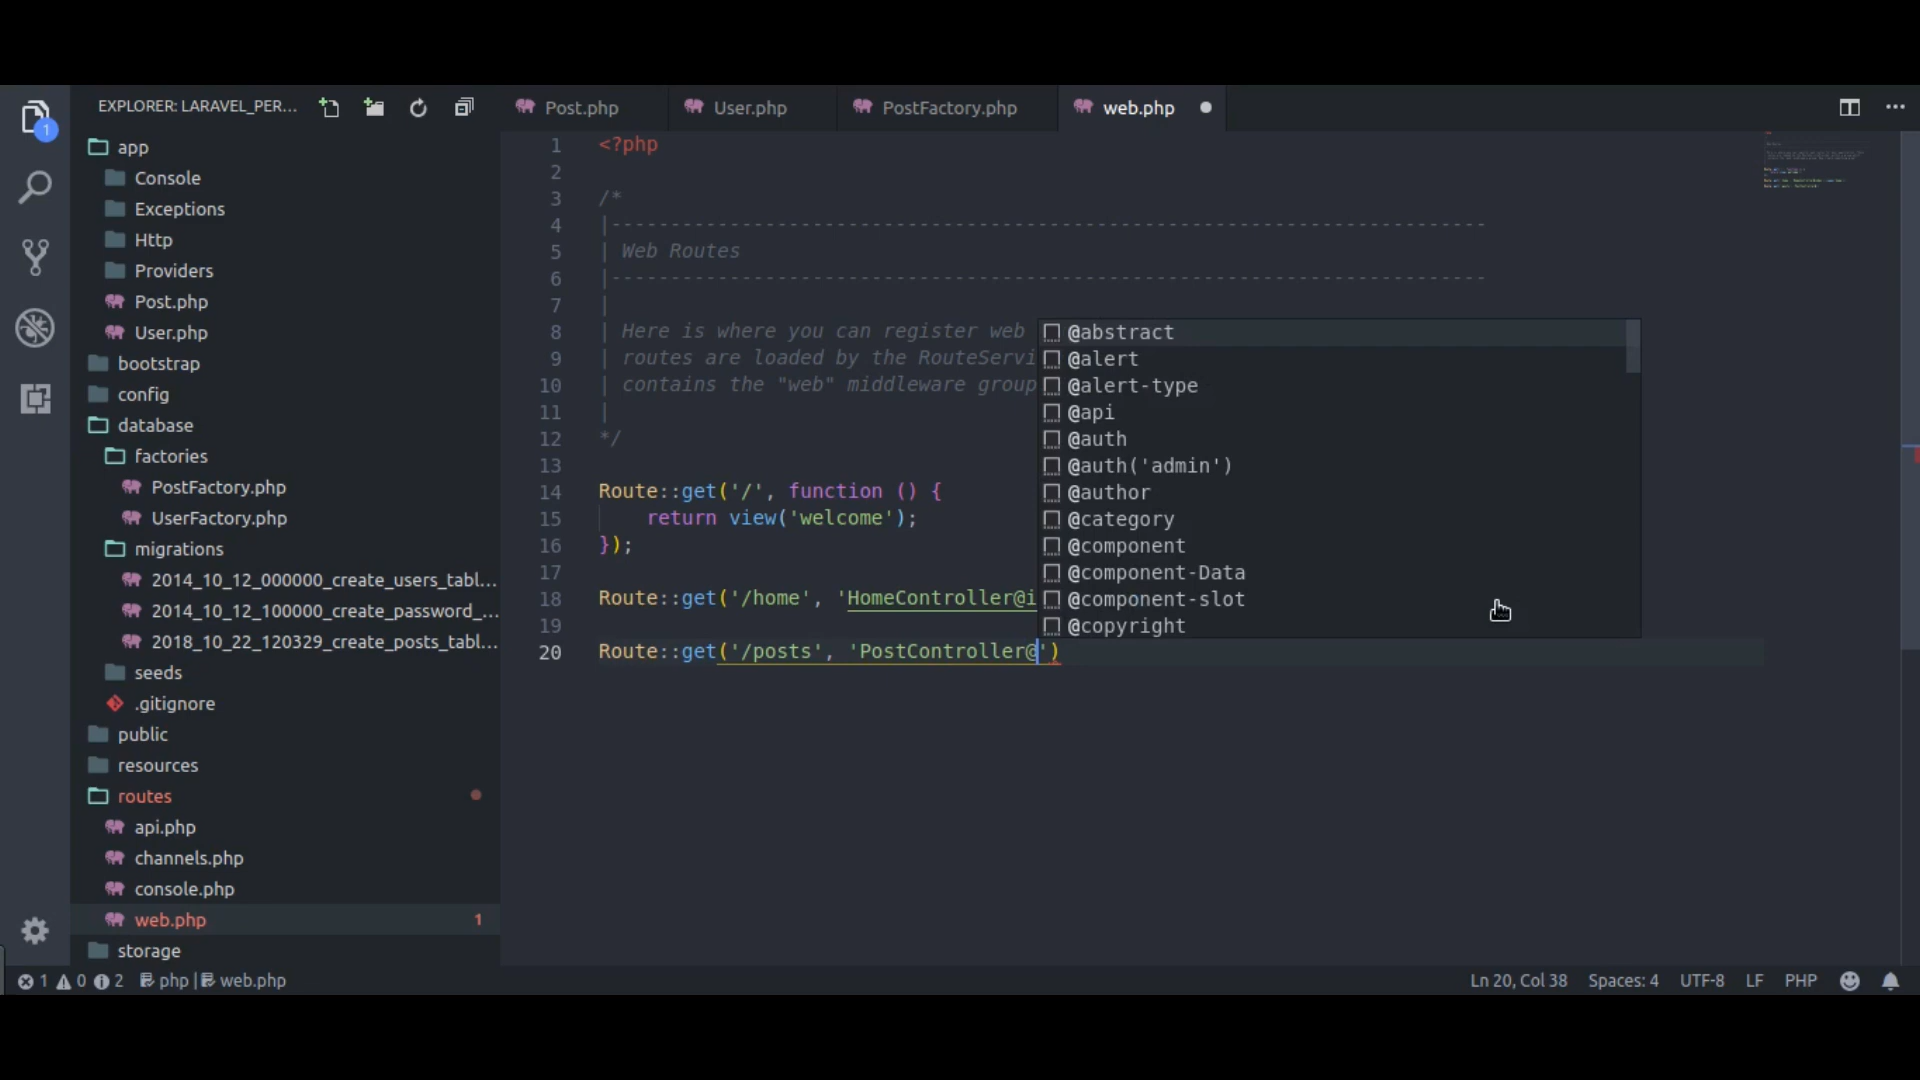 EXPLORER: LARAVEL_PER...
app
Console
Exceptions
Http
Providers
Post.php
User.php
bootstrap
config
database
factories
PostFactory.php
UserFactory.php
migrations
2014_10_12_000000_create_users_tabl...
2014_10_12_100000_create_password_...
2018_10_22_120329_create_posts_tabl...
seeds
.gitignore
public
resources
routes
api.php
channels.php
console.php
web.php 1
storage
1
Post.php User.php PostFactory.php web.php
1 <?php
2
3 /*
4 |--------------------------------------------------------------------------
5 | Web Routes
6 |--------------------------------------------------------------------------
7 |
8 | Here is where you can register web
9 | routes are loaded by the RouteServi
10 | contains the "web" middleware group
11 |
12 */
13
14 Route::get('/', function () {
15 return view('welcome');
16 });
17
18 Route::get('/home', 'HomeController@i
19
20 Route::get('/posts', 'PostController@')
@abstract
@alert
@alert-type
@api
@auth
@auth('admin')
@author
@category
@component
@component-Data
@component-slot
@copyright
1 0 2 php | web.php Ln 20, Col 38 Spaces: 4 UTF-8 LF PHP